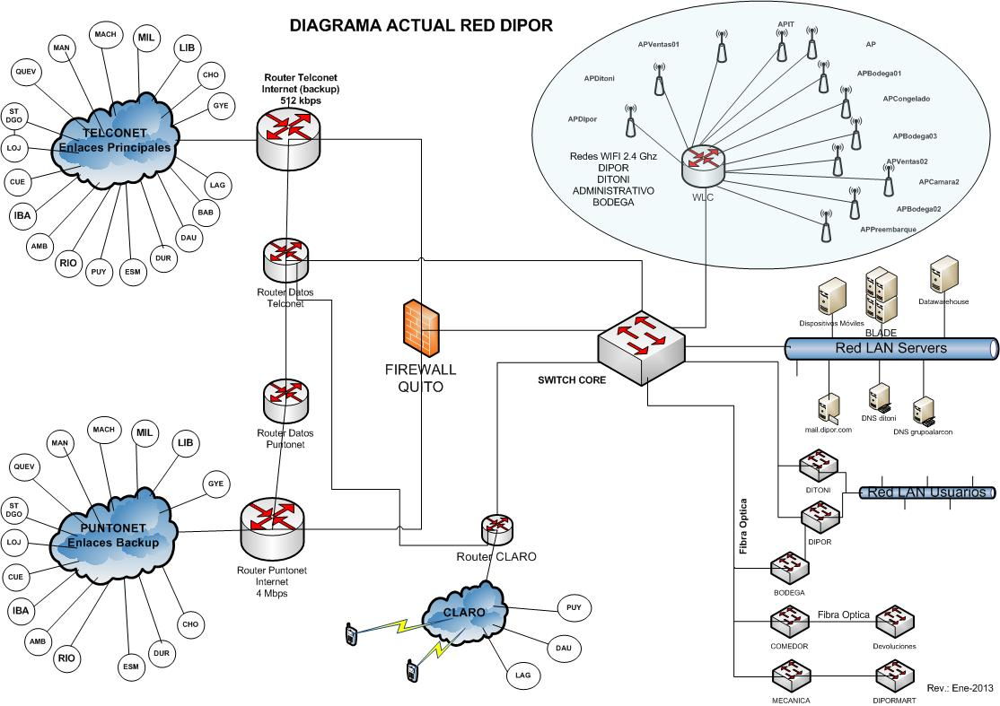 DIAGRAMA ACTUAL RED DIPOR
MACH
MIL
MAN
LIB
QUEV
CHO
GYE
ST
DGO
LOJ
CUE
IBA
AMB
RIO
PUY
ESM
DUR
DAU
BAB
LAG
TELCONET
Enlaces Principales
Router Telconet
Internet (backup)
512 kbps
Router Datos
Telconet
Router Datos
Puntonet
Router Puntonet
Internet
4 Mbps
FIREWALL
QUITO
SWITCH CORE
APVentas01
APIT
AP
APDitoni
APBodega01
APCongelado
APDipor
APBodega03
APVentas02
APCamara2
APBodega02
APPreembarque
Redes WIFI 2.4 Ghz
DIPOR
DITONI
ADMINISTRATIVO
BODEGA
WLC
Dispositivos Móviles
BLADE
Datawarehouse
Red LAN Servers
mail.dipor.com
DNS ditoni
DNS grupoalarcon
DITONI
Red LAN Usuarios
DIPOR
Fibra Optica
BODEGA
COMEDOR
Fibra Optica
Devoluciones
MECANICA
DIPORMART
Rev.: Ene-2013
MACH
MIL
MAN
LIB
QUEV
GYE
ST
DGO
LOJ
CUE
IBA
AMB
RIO
ESM
DUR
CHO
PUNTONET
Enlaces Backup
Router CLARO
CLARO
PUY
DAU
LAG